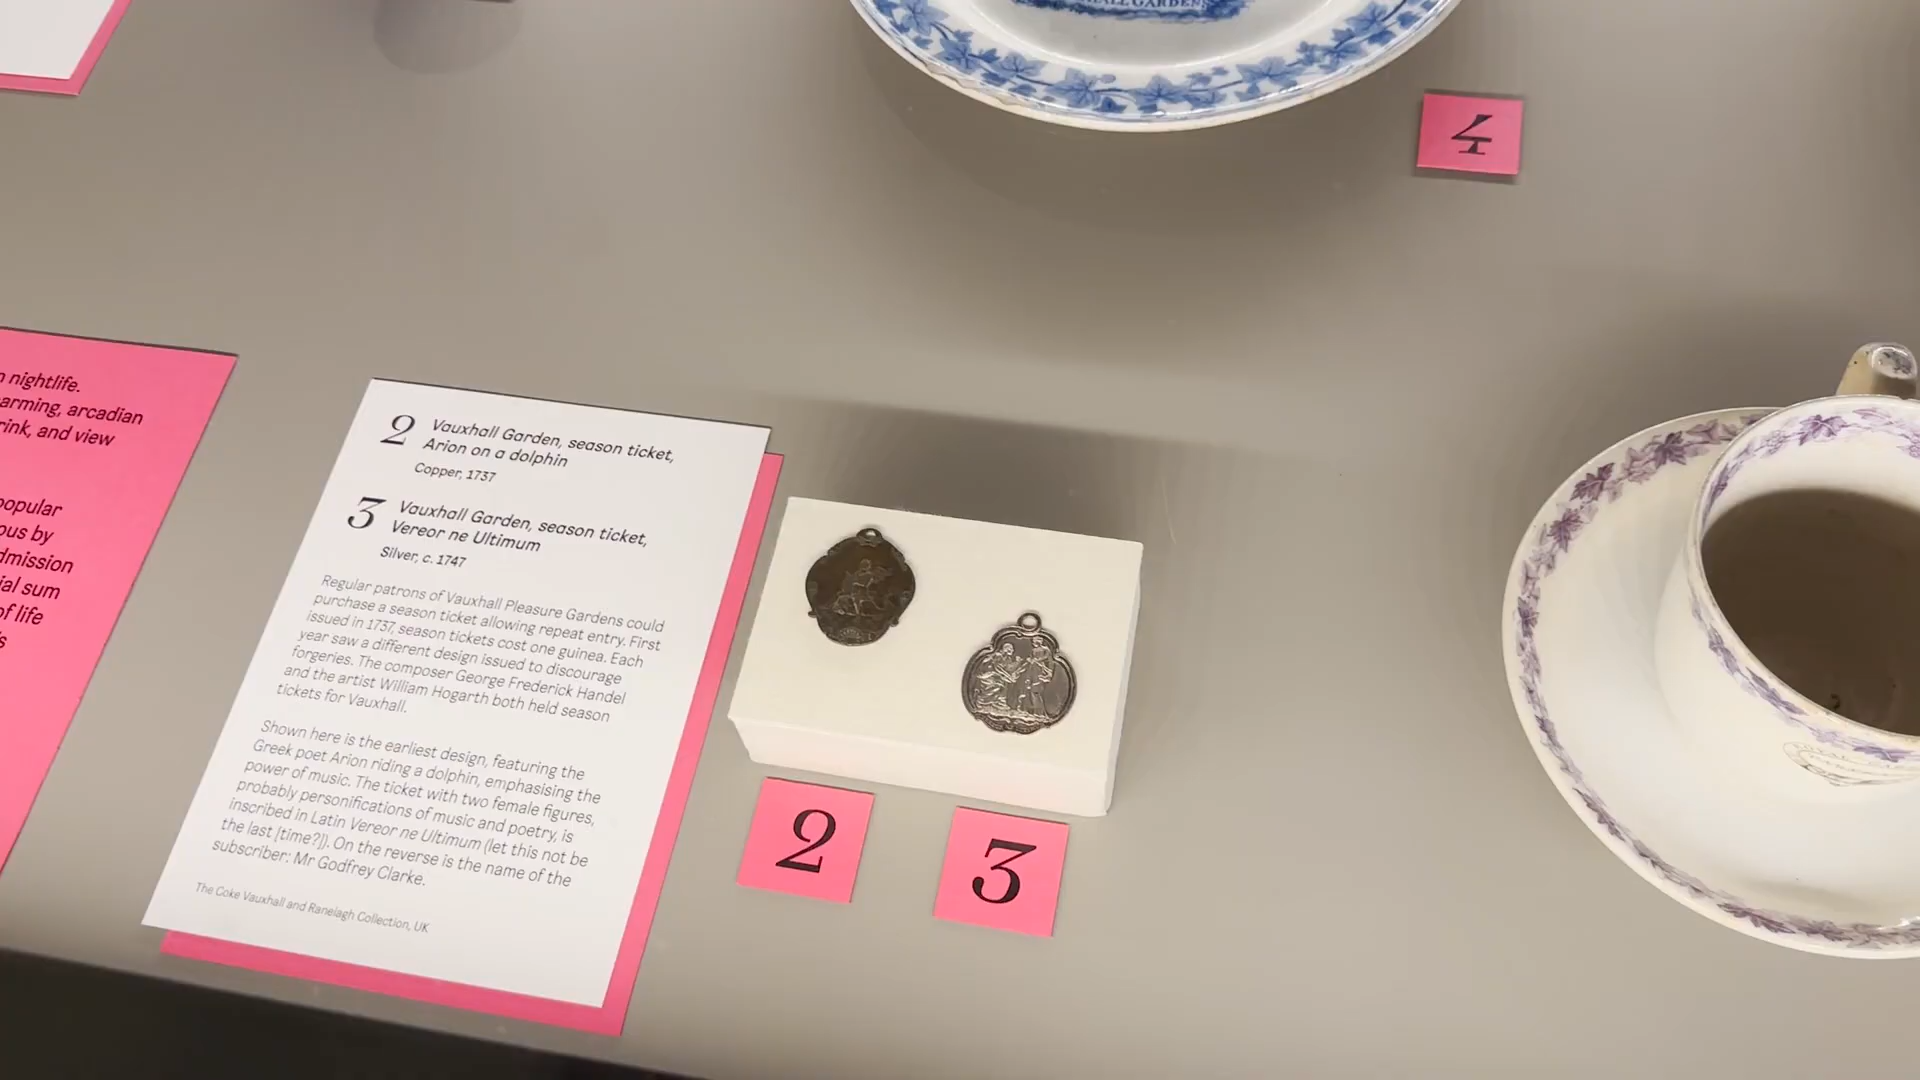 HALL GARDENS
4
n nightlife.
arming, arcadian
rink, and view
popular
ous by
dmission
ial sum
of life
s
2 Vauxhall Garden, season ticket,
Arion on a dolphin
Copper, 1737
3 Vauxhall Garden, season ticket,
Vereor ne Ultimum
Silver, c. 1747
Regular patrons of Vauxhall Pleasure Gardens could
purchase a season ticket allowing repeat entry. First
issued in 1737, season tickets cost one guinea. Each
year saw a different design issued to discourage
forgeries. The composer George Frederick Handel
and the artist William Hogarth both held season
tickets for Vauxhall.
Shown here is the earliest design, featuring the
Greek poet Arion riding a dolphin, emphasising the
power of music. The ticket with two female figures,
probably personifications of music and poetry, is
inscribed in Latin Vereor ne Ultimum (let this not be
the last [time?]). On the reverse is the name of the
subscriber: Mr Godfrey Clarke.
The Coke Vauxhall and Ranelagh Collection, UK
2
3